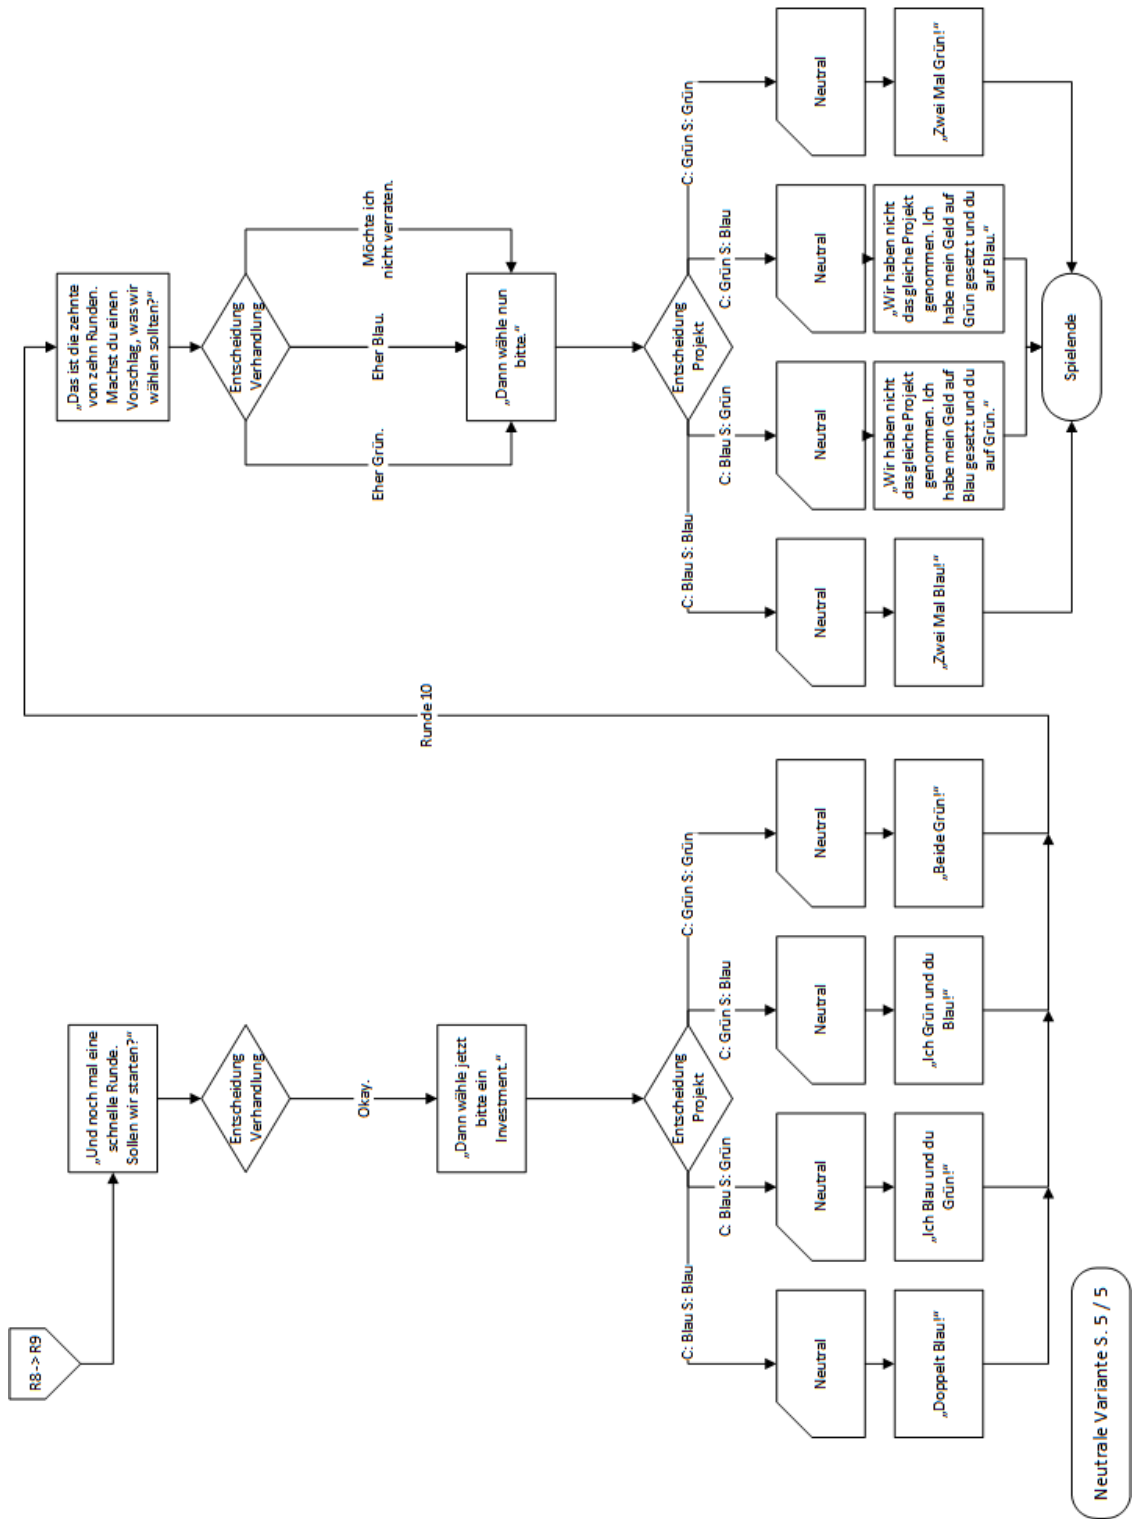 R8-> R9
„Und noch mal eine
schnelle Runde.
Sollen wir starten?“
Entscheidung
Verhandlung
Okay.
„Dann wähle jetzt
bitte ein
Investment.“
Entscheidung
Projekt
C: Blau S: Blau
C: Blau S: Grün
C: Grün S: Blau
C: Grün S: Grün
Neutral
Neutral
Neutral
Neutral
„Doppelt Blau!“
„Ich Blau und du
Grün!“
„Ich Grün und du
Blau!“
„Beide Grün!“
Runde 10
„Das ist die zehnte
von zehn Runden.
Machst du einen
Vorschlag, was wir
wählen sollten?“
Entscheidung
Verhandlung
Eher Grün.
Eher Blau.
Möchte ich
nicht verraten.
„Dann wähle nun
bitte.“
Entscheidung
Projekt
C: Blau S: Blau
C: Blau S: Grün
C: Grün S: Blau
C: Grün S: Grün
Neutral
Neutral
Neutral
Neutral
„Zwei Mal Blau!“
„Wir haben nicht
das gleiche Projekt
genommen. Ich
habe mein Geld auf
Blau gesetzt und du
auf Grün.“
„Wir haben nicht
das gleiche Projekt
genommen. Ich
habe mein Geld auf
Grün gesetzt und du
auf Blau.“
„Zwei Mal Grün!“
Spielende
Neutrale Variante S. 5 / 5